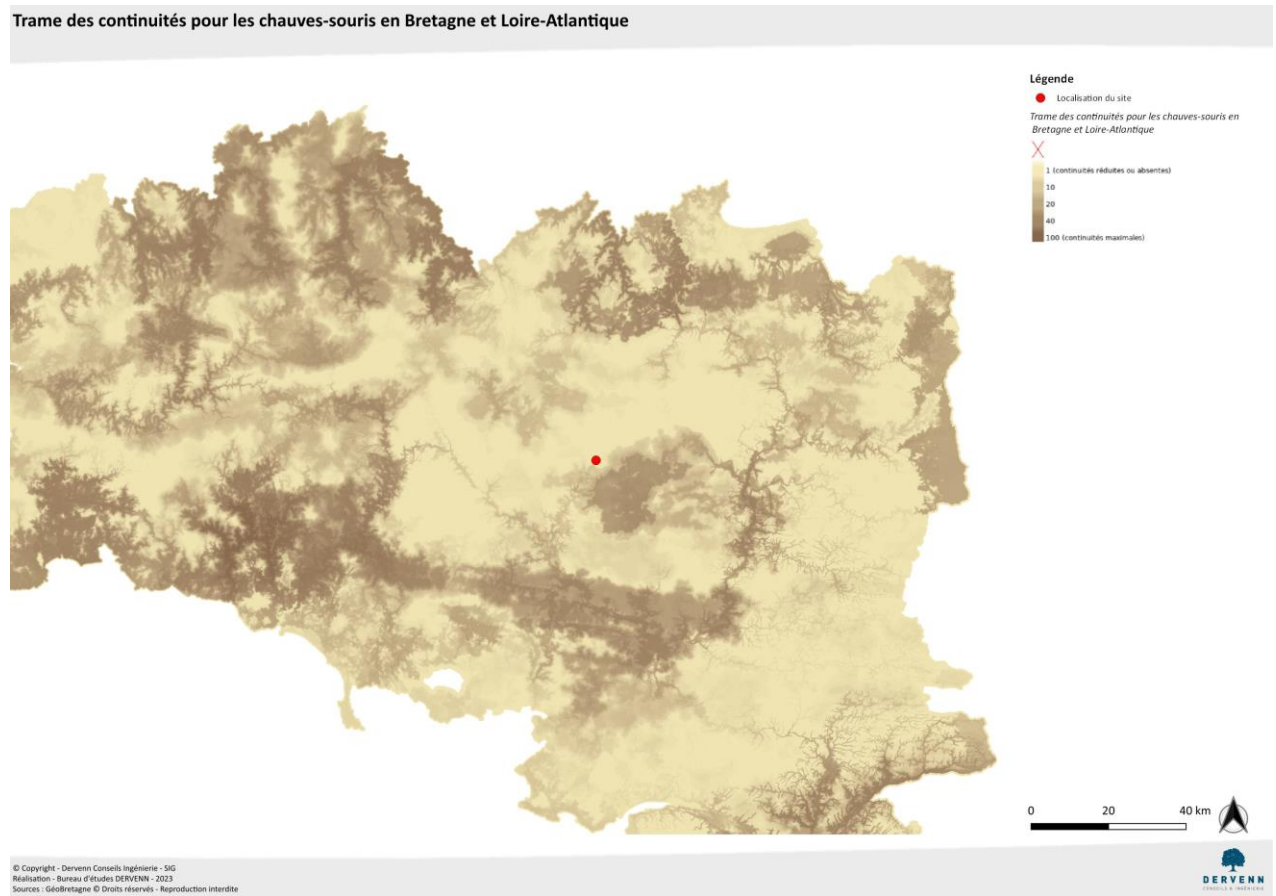 Trame des continuités pour les chauves-souris en Bretagne et Loire-Atlantique
Légende
Localisation du site
Trame des continuités pour les chauves-souris en
Bretagne et Loire-Atlantique
1 (continuités réduites ou absentes)
10
20
40
100 (continuités maximales)
0 20 40 km
© Copyright - Dervenn Conseils Ingénierie - SIG
Réalisation - Bureau d'études DERVENN - 2023
Sources : GéoBretagne © Droits réservés - Reproduction interdite
DERVENN
CONSEILS & INGÉNIERIE